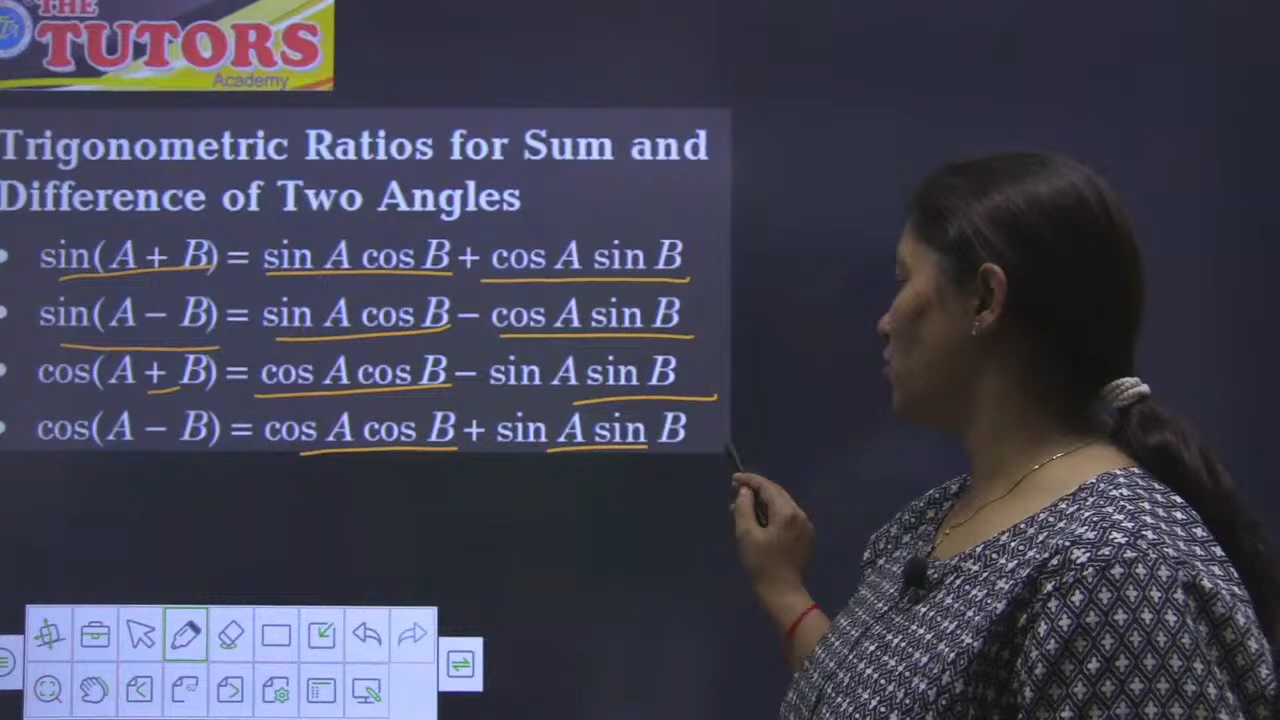 THE
TUTORS
Academy
Trigonometric Ratios for Sum and
Difference of Two Angles
• sin(A + B) = sin A cos B + cos A sin B
• sin(A − B) = sin A cos B − cos A sin B
• cos(A + B) = cos A cos B − sin A sin B
• cos(A − B) = cos A cos B + sin A sin B